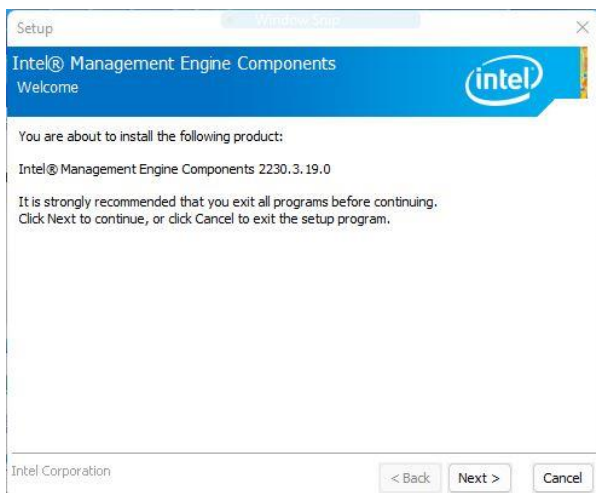 Window Snip
Setup
Intel® Management Engine Components
Welcome
intel
You are about to install the following product:
Intel® Management Engine Components 2230.3.19.0
It is strongly recommended that you exit all programs before continuing.
Click Next to continue, or click Cancel to exit the setup program.
Intel Corporation
< Back
Next >
Cancel